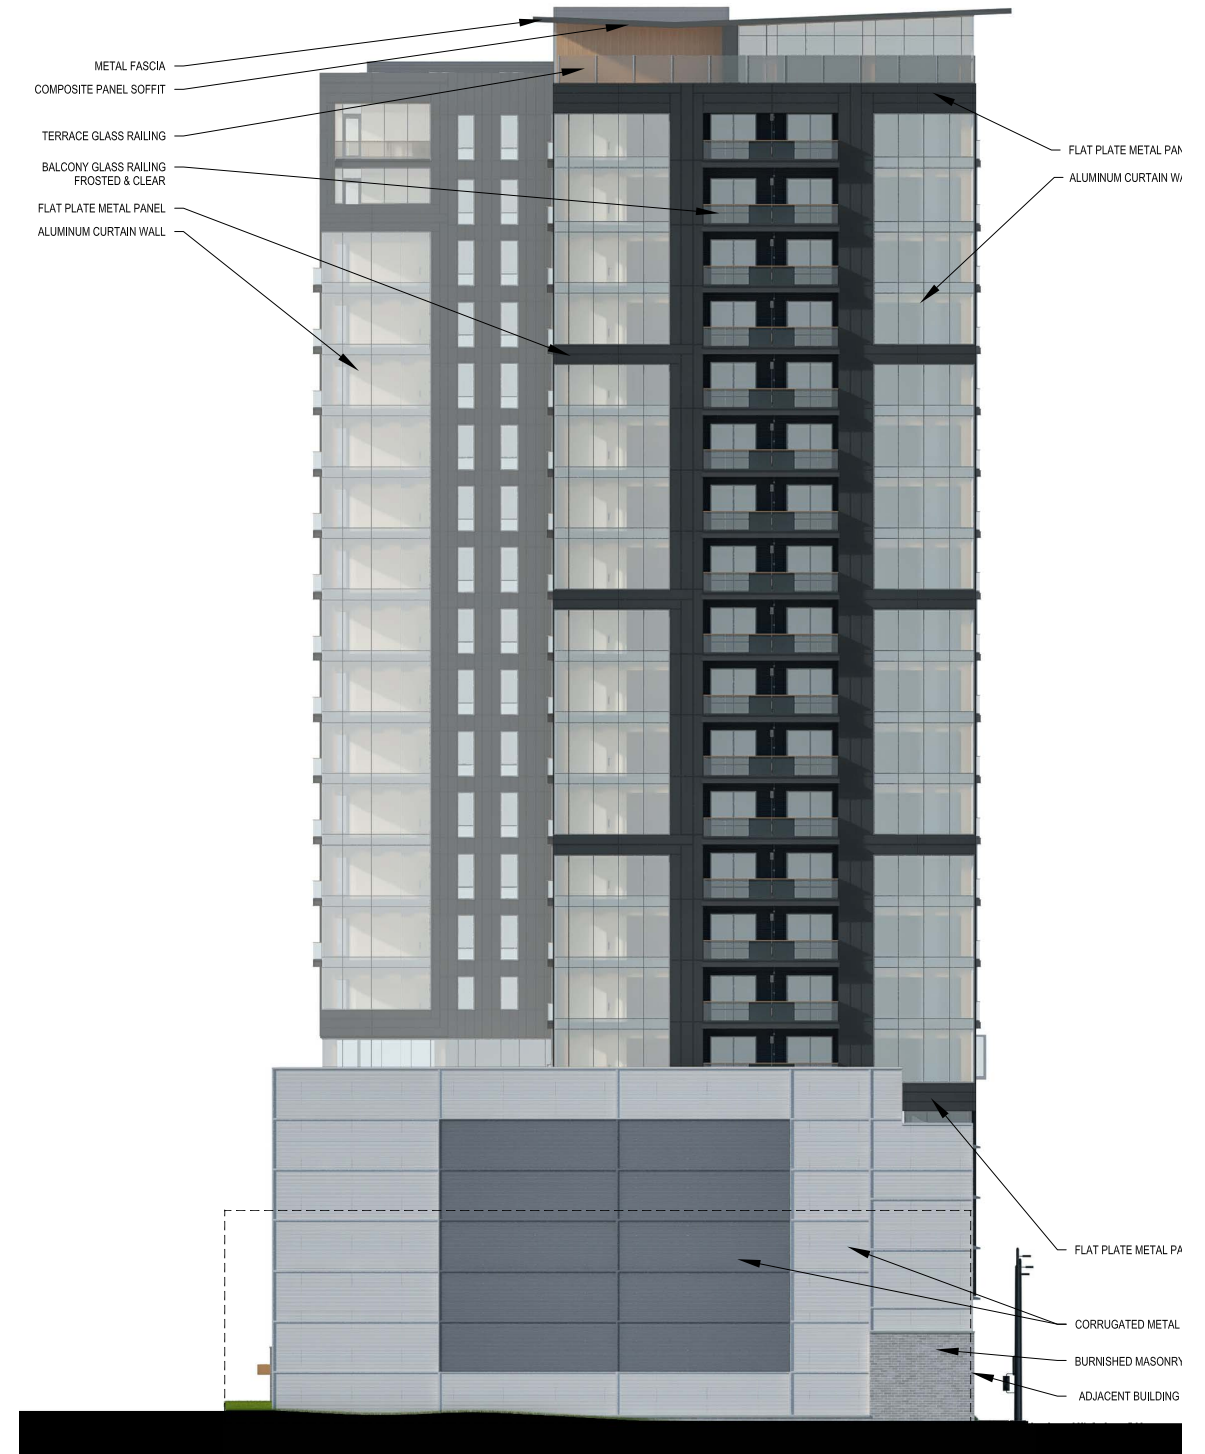 METAL FASCIA
COMPOSITE PANEL SOFFIT
TERRACE GLASS RAILING
BALCONY GLASS RAILING
FROSTED & CLEAR
FLAT PLATE METAL PANEL
ALUMINUM CURTAIN WALL
FLAT PLATE METAL PAN
ALUMINUM CURTAIN WA
FLAT PLATE METAL PA
CORRUGATED METAL
BURNISHED MASONRY
ADJACENT BUILDING